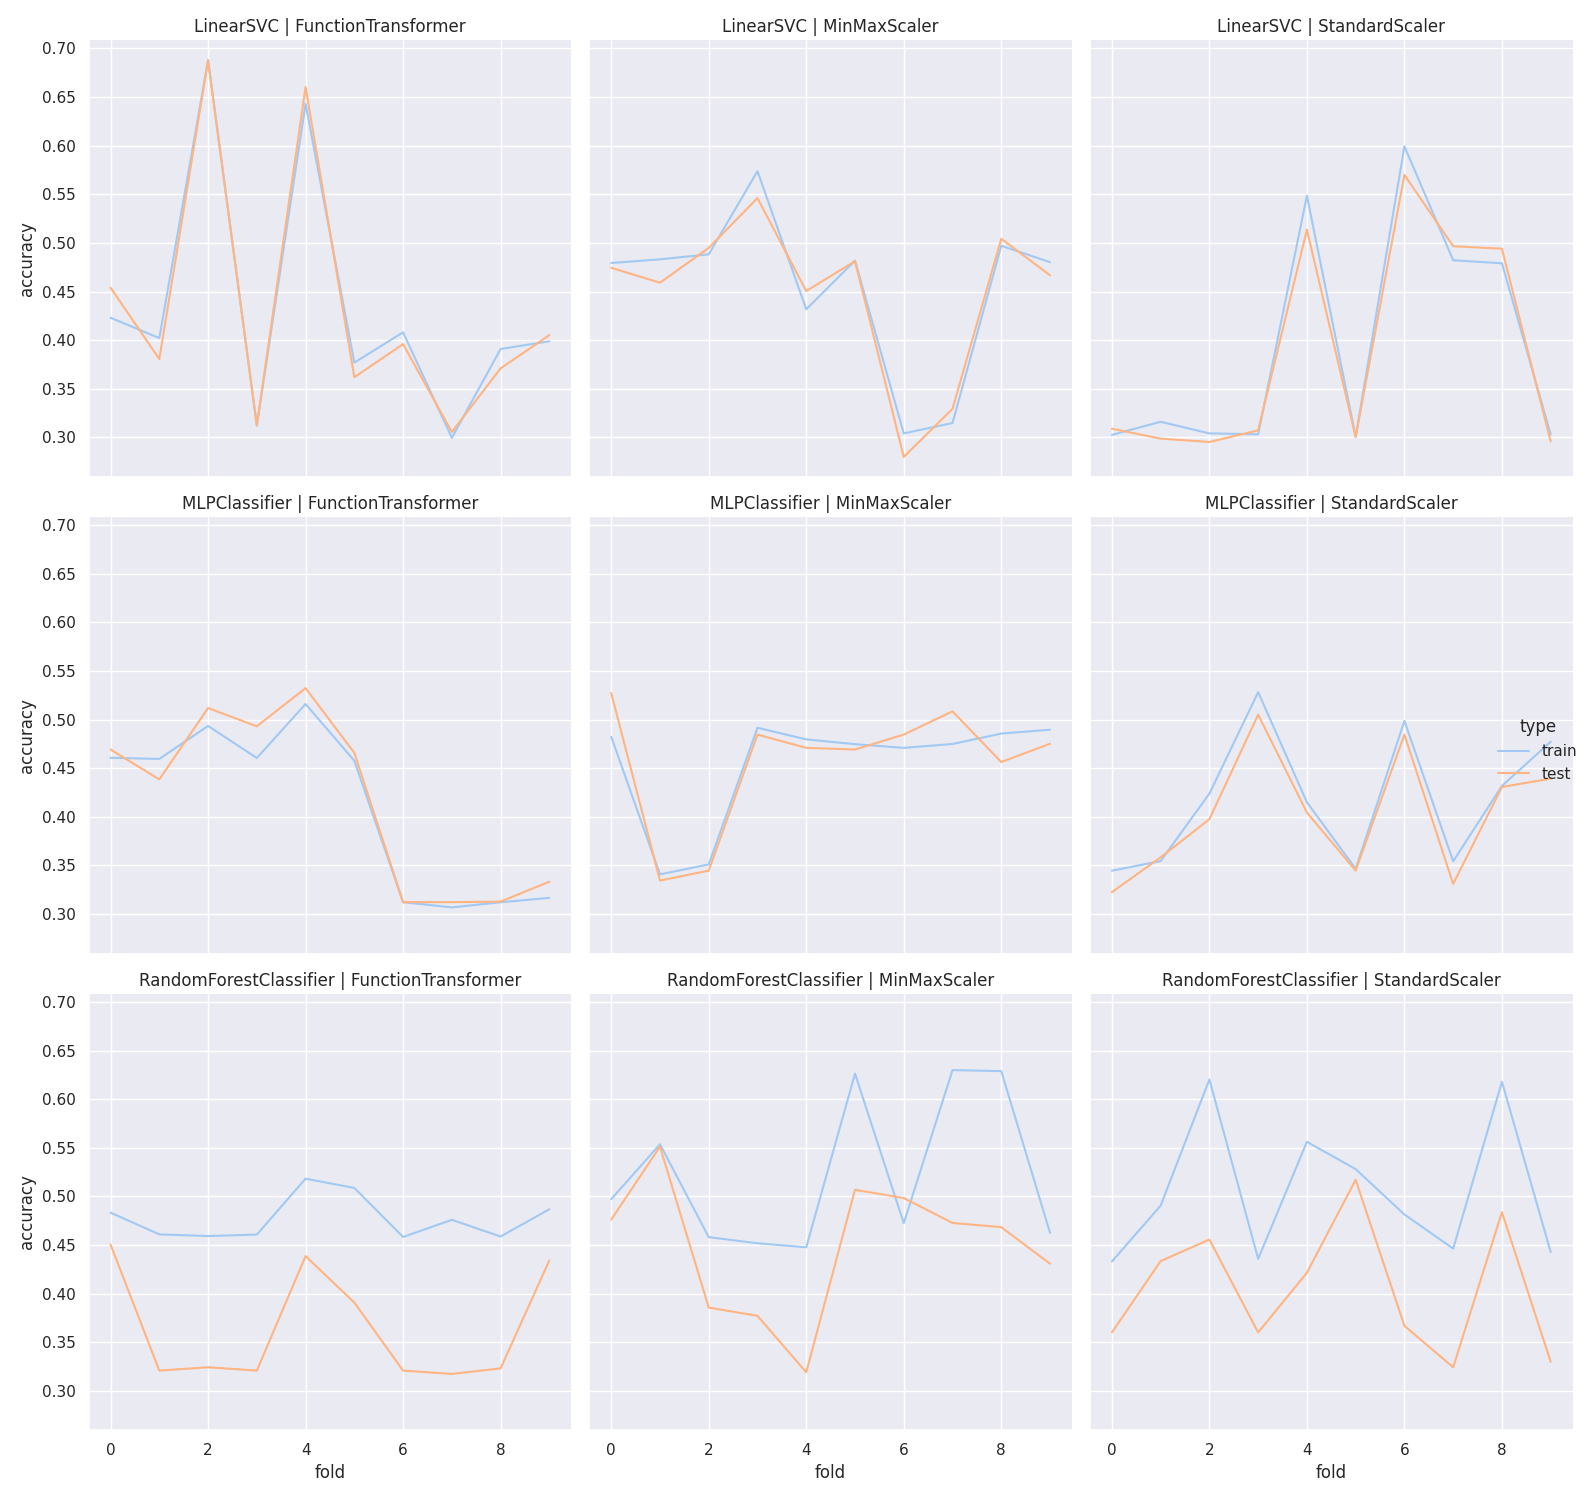 LinearSVC | FunctionTransformer
LinearSVC | MinMaxScaler
LinearSVC | StandardScaler
0.70
0.65
0.60
0.55
0.50
0.45
0.40
0.35
0.30
accuracy
MLPClassifier | FunctionTransformer
MLPClassifier | MinMaxScaler
MLPClassifier | StandardScaler
0.70
0.65
0.60
0.55
0.50
0.45
0.40
0.35
0.30
accuracy
type
train
test
RandomForestClassifier | FunctionTransformer
RandomForestClassifier | MinMaxScaler
RandomForestClassifier | StandardScaler
0.70
0.65
0.60
0.55
0.50
0.45
0.40
0.35
0.30
accuracy
0 2 4 6 8
fold
0 2 4 6 8
fold
0 2 4 6 8
fold